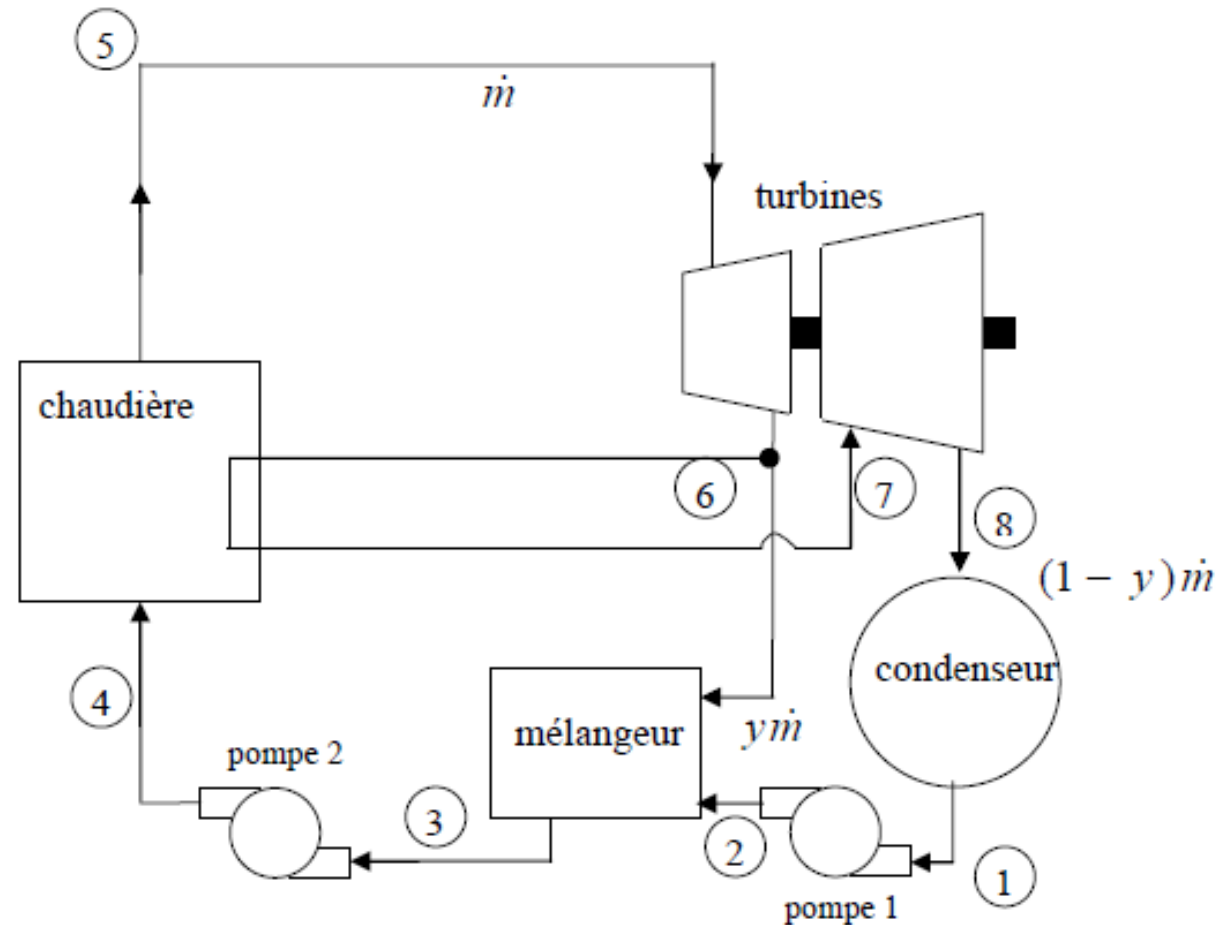 5
ṁ
turbines
chaudière
6
7
8
(1 - y)ṁ
condenseur
4
mélangeur
yṁ
pompe 2
3
2
1
pompe 1